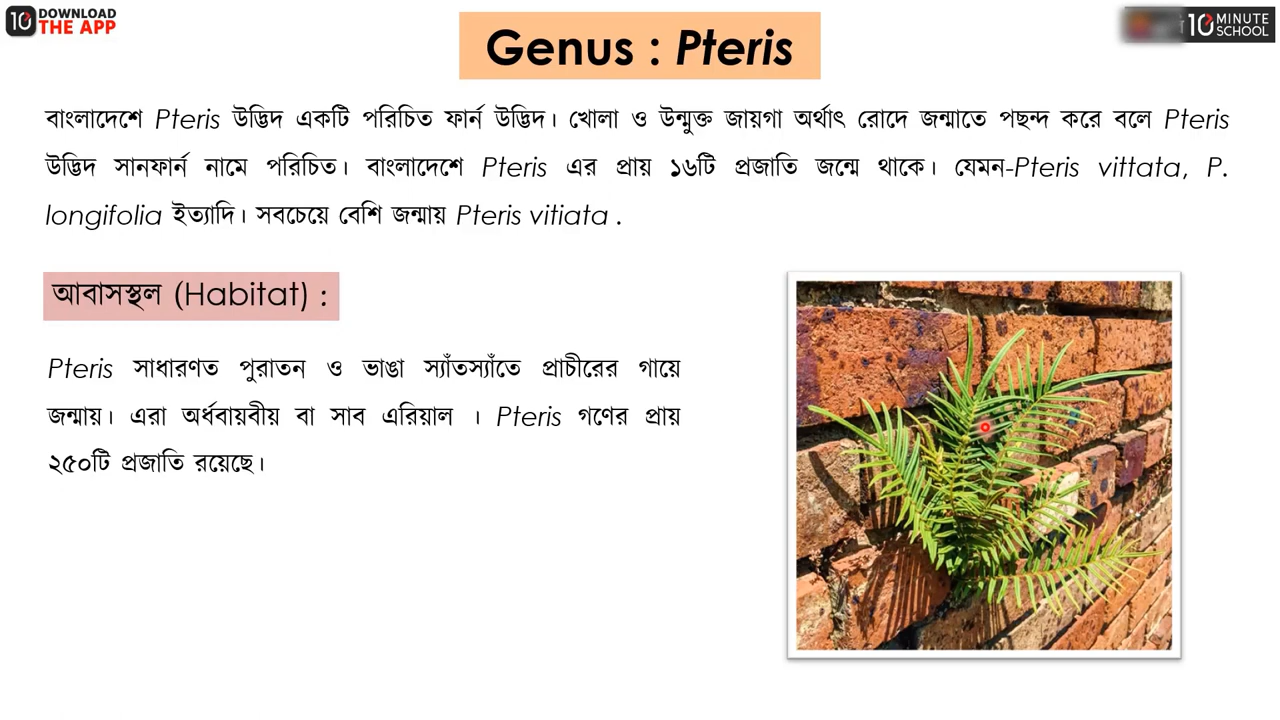 10 DOWNLOAD
THE APP
Genus : Pteris
10 MINUTE
SCHOOL
বাংলাদেশে Pteris উদ্ভিদ একটি পরিচিত ফার্ন উদ্ভিদ। খোলা ও উন্মুক্ত জায়গা অর্থাৎ রোদে জন্মাতে পছন্দ করে বলে Pteris
উদ্ভিদ সানফার্ন নামে পরিচিত। বাংলাদেশে Pteris এর প্রায় ১৬টি প্রজাতি জন্মে থাকে। যেমন-Pteris vittata, P.
longifolia ইত্যাদি। সবচেয়ে বেশি জন্মায় Pteris vitiata .
আবাসস্থল (Habitat) :
Pteris সাধারণত পুরাতন ও ভাঙা স্যাঁতস্যাঁতে প্রাচীরের গায়ে
জন্মায়। এরা অর্ধবায়বীয় বা সাব এরিয়াল । Pteris গণের প্রায়
২৫০টি প্রজাতি রয়েছে।